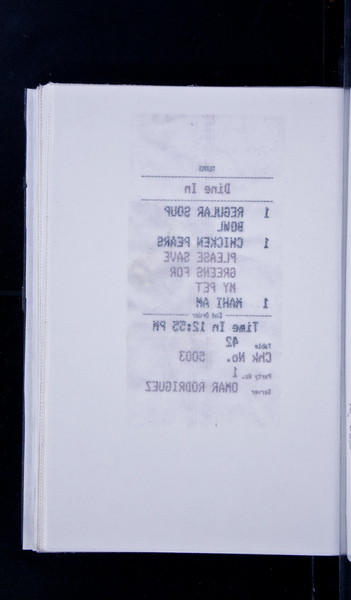 Dine In
1 REGULAR SOUP
BOWL
1 CHICKEN PEARS
PLEASE SAVE
GREENS FOR
MY PET
1 MAHI AM
End Order
Time In 12:55 PM
Table 42
Chk No. 5003
Party No. 1
Server OMAR RODRIGUEZ